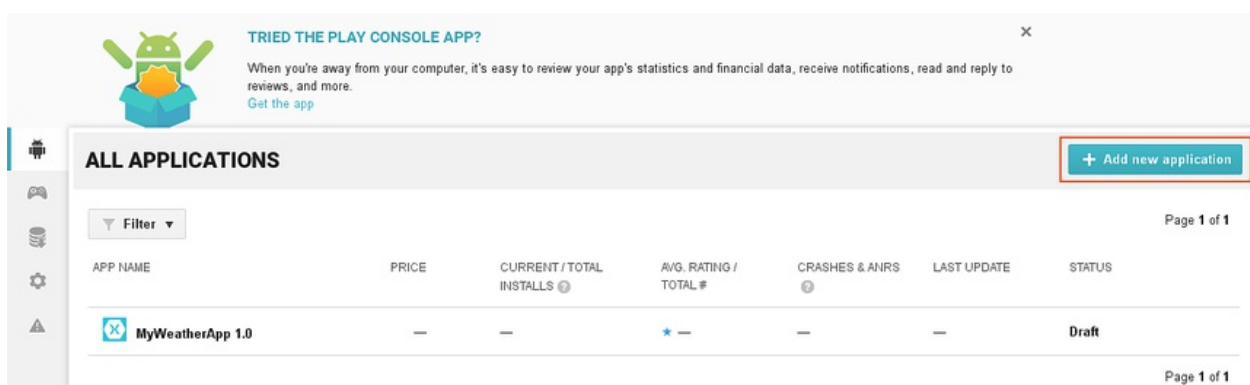 TRIED THE PLAY CONSOLE APP?
When you're away from your computer, it's easy to review your app's statistics and financial data, receive notifications, read and reply to
reviews, and more.
Get the app
ALL APPLICATIONS
+ Add new application
Filter
Page 1 of 1
APP NAME PRICE CURRENT / TOTAL INSTALLS AVG. RATING / TOTAL # CRASHES & ANRS LAST UPDATE STATUS
MyWeatherApp 1.0 — — — — — Draft
Page 1 of 1